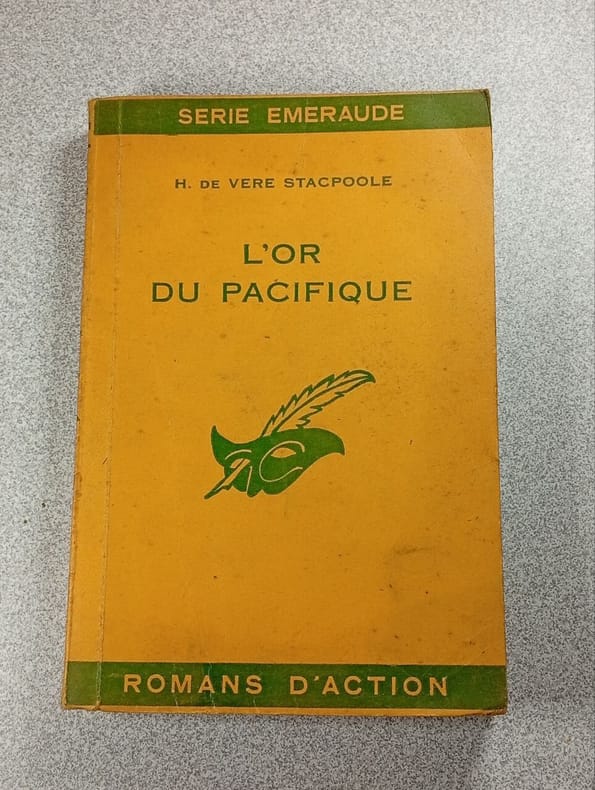 SERIE EMERAUDE
H. DE VERE STACPOOLE
L'OR
DU PACIFIQUE
ROMANS D'ACTION